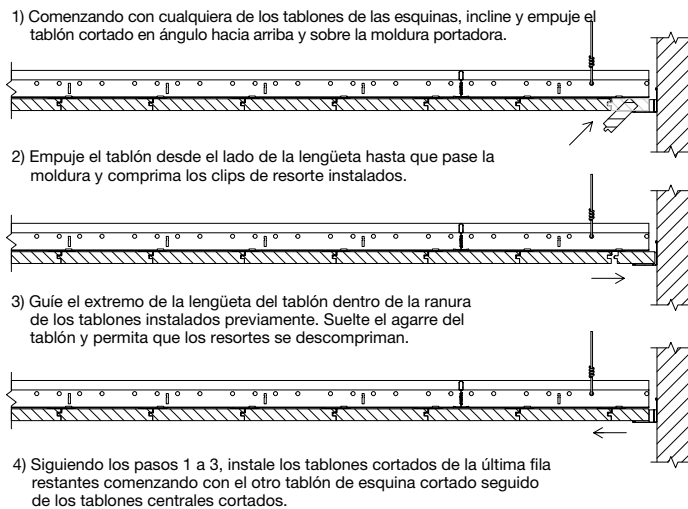 1) Comenzando con cualquiera de los tablones de las esquinas, incline y empuje el
tablón cortado en ángulo hacia arriba y sobre la moldura portadora.
2) Empuje el tablón desde el lado de la lengüeta hasta que pase la
moldura y comprima los clips de resorte instalados.
3) Guíe el extremo de la lengüeta del tablón dentro de la ranura
de los tablones instalados previamente. Suelte el agarre del
tablón y permita que los resortes se descompriman.
4) Siguiendo los pasos 1 a 3, instale los tablones cortados de la última fila
restantes comenzando con el otro tablón de esquina cortado seguido
de los tablones centrales cortados.